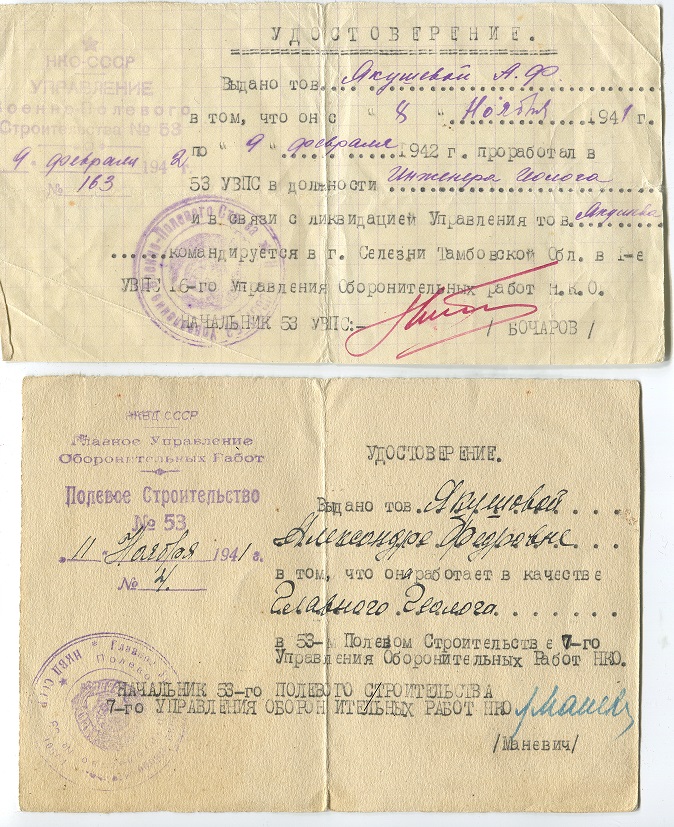 УДОСТОВЕРЕНИЕ.
НКО-СССР
УПРАВЛЕНИЕ
Военно-Полевого
Строительства № 53
9 февраля 1942
№ 163
Выдано тов. Якушевой А.Ф.
в том, что он с "8" Ноября 1941 г.
по "9" февраля 1942 г. проработал в
53 УВПС в должности Инженера Геолога
и в связи с ликвидацией Управления тов. Якушева
командируется в г. Селезни Тамбовской Обл. в 1-е
УВПС 16-го Управления Оборонительных работ Н.К.О.
НАЧАЛЬНИК 53 УВПС:- / БОЧАРОВ /
НКВД СССР
Главное Управление
Оборонительных Работ
Полевое Строительство
№ 53
"11" Ноября 1941 г.
№ 4.
УДОСТОВЕРЕНИЕ.
Выдано тов. Якушовой
Александре Федровне
в том, что она работает в качестве
Главного Геолога
в 53-м Полевом Строительстве 7-го
Управления Оборонительных Работ НКО.
НАЧАЛЬНИК 53-го ПОЛЕВОГО СТРОИТЕЛЬСТВА
7-го УПРАВЛЕНИЯ ОБОРОНИТЕЛЬНЫХ РАБОТ НКО
/Маневич/